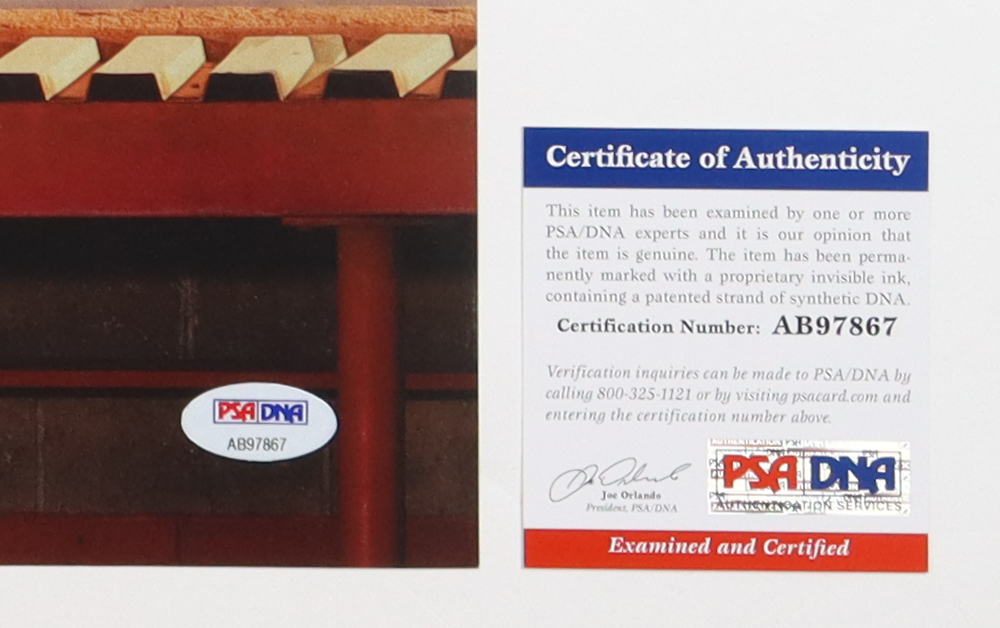 PSA DNA
AB97867
Certificate of Authenticity
This item has been examined by one or more
PSA/DNA experts and it is our opinion that
the item is genuine. The item has been perma-
nently marked with a proprietary invisible ink,
containing a patented strand of synthetic DNA.
Certification Number: AB97867
Verification inquiries can be made to PSA/DNA by
calling 800-325-1121 or by visiting psacard.com and
entering the certification number above.
Joe Orlando
President, PSA/DNA
PSA DNA
AUTHENTICATION SERVICES
Examined and Certified